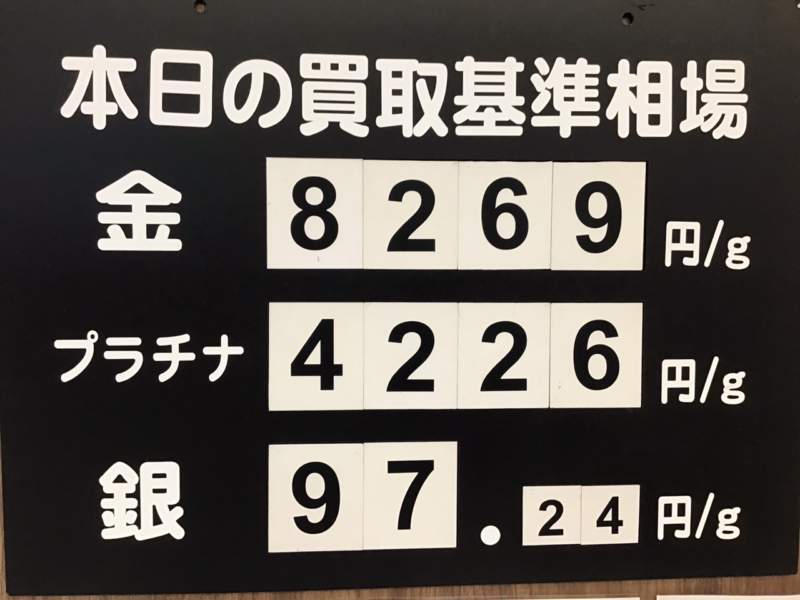 本日の買取基準相場
金 8269 円/g
プラチナ 4226 円/g
銀 97.24 円/g